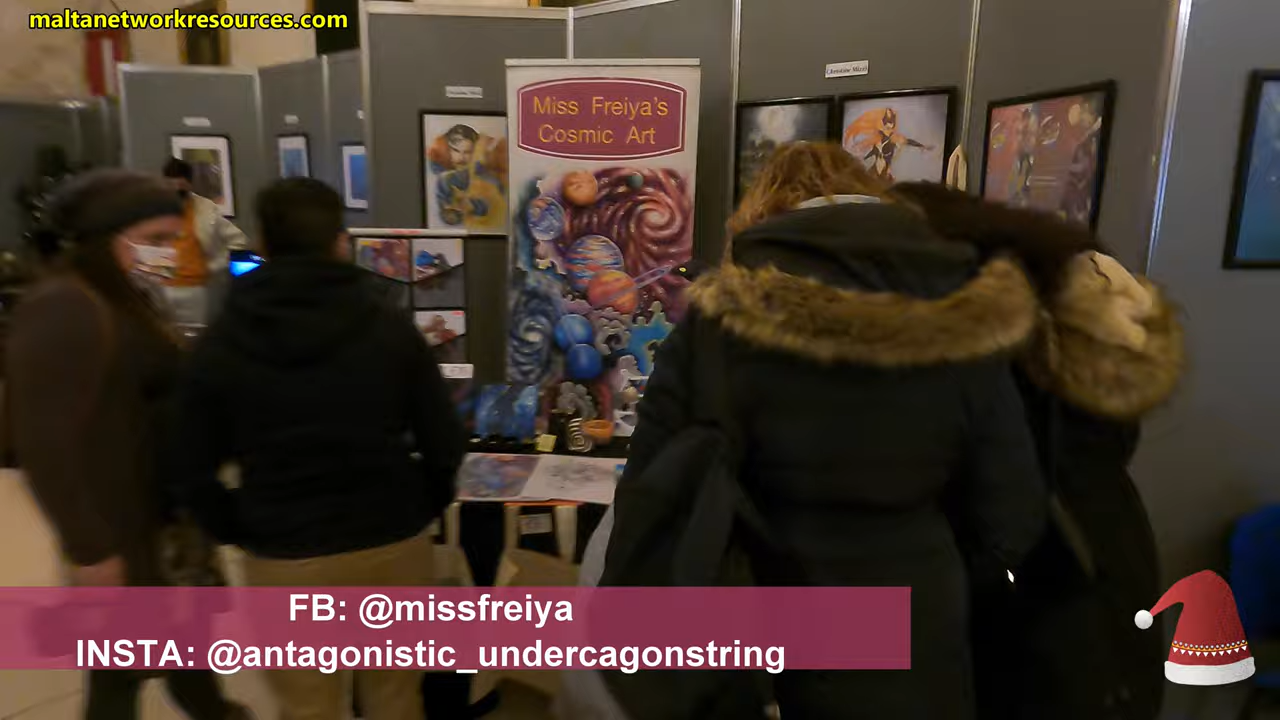 maltanetworkresources.com
Miss Freiya's
Cosmic Art
FB: @missfreiya
INSTA: @antagonistic_undercagonstring